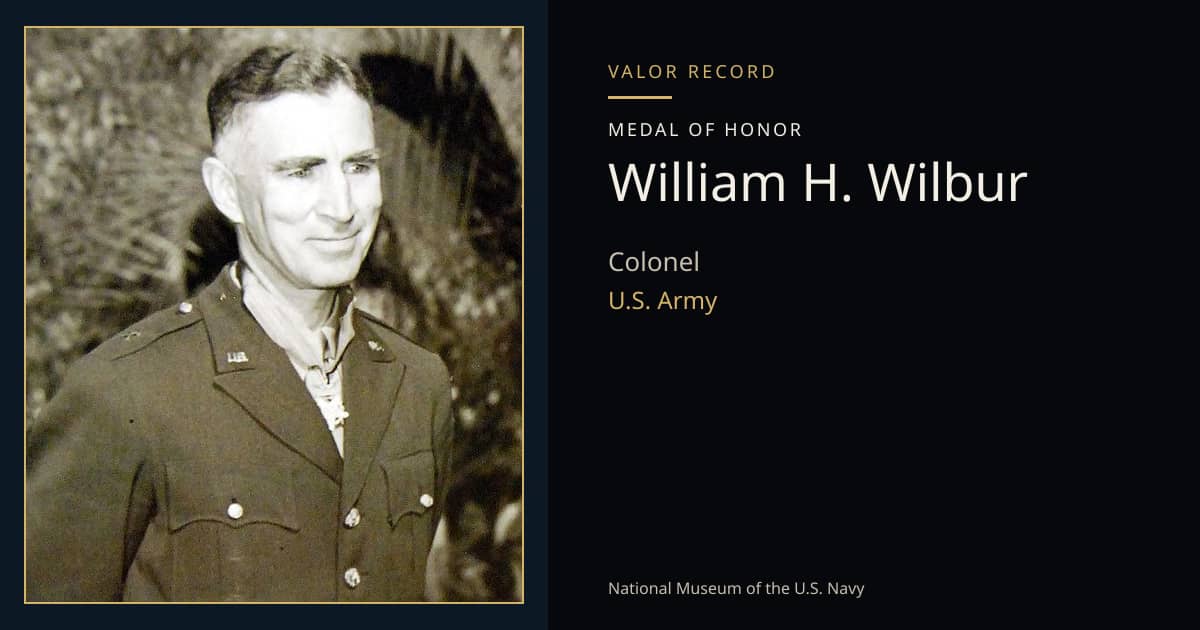 VALOR RECORD
MEDAL OF HONOR
William H. Wilbur
Colonel
U.S. Army
National Museum of the U.S. Navy
U.S.